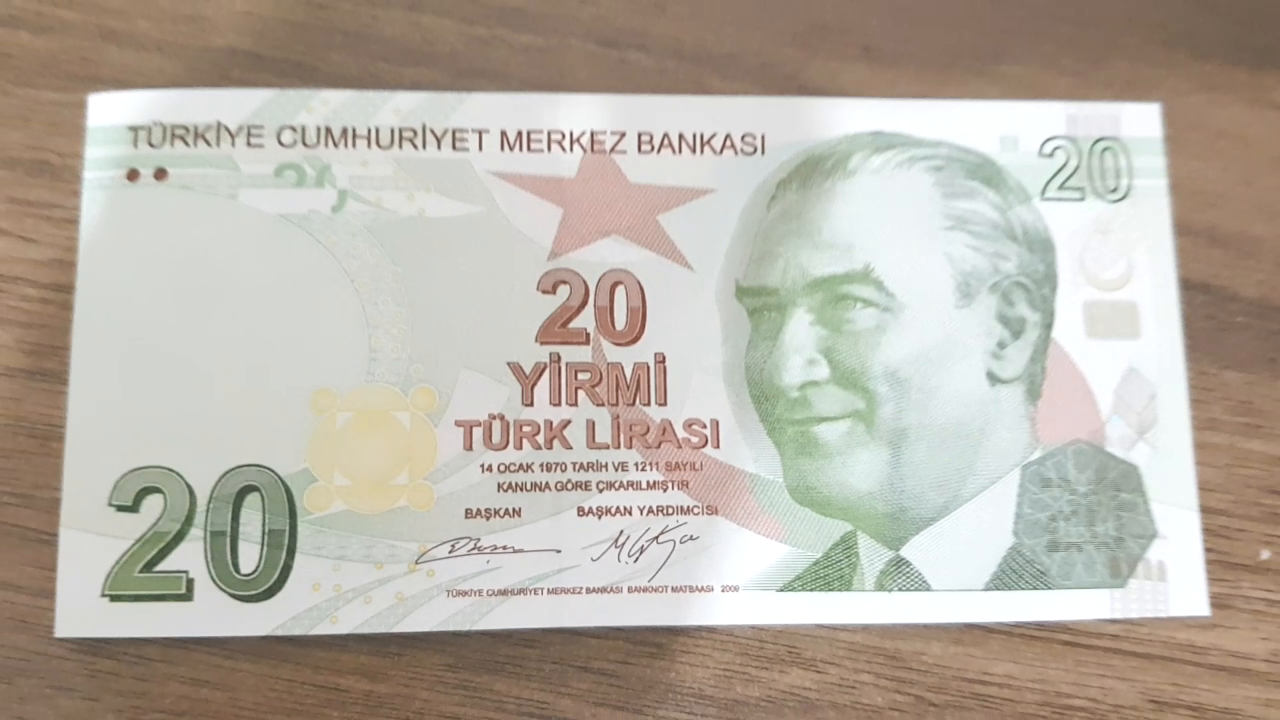 TÜRKİYE CUMHURİYET MERKEZ BANKASI
20
20
20
YİRMİ
TÜRK LİRASI
14 OCAK 1970 TARİH VE 1211 SAYILI
KANUNA GÖRE ÇIKARILMIŞTIR
BAŞKAN BAŞKAN YARDIMCISI
20
TÜRKİYE CUMHURİYET MERKEZ BANKASI BANKNOT MATBAASI 2009